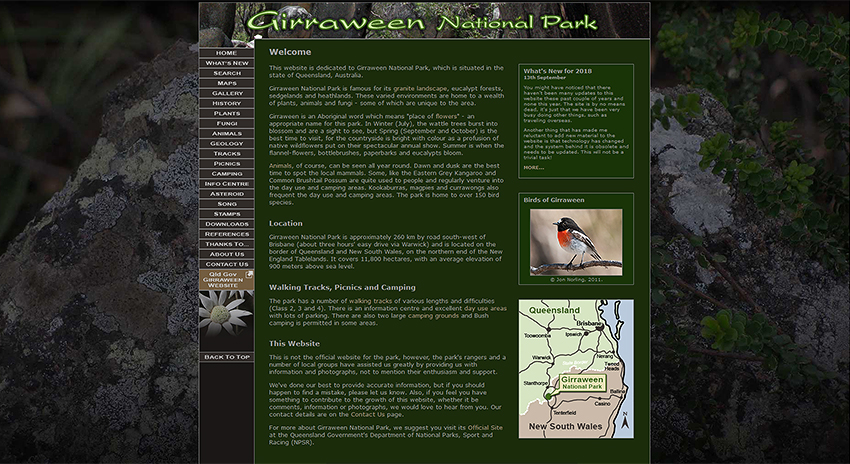 Girraween National Park
HOME
WHAT'S NEW
SEARCH
MAPS
GALLERY
HISTORY
PLANTS
FUNGI
ANIMALS
GEOLOGY
TRACKS
PICNICS
CAMPING
INFO CENTRE
ASTEROID
SONG
STAMPS
DOWNLOADS
REFERENCES
THANKS TO...
ABOUT US
CONTACT US
QLD GOV
GIRRAWEEN
WEBSITE
BACK TO TOP
Welcome
This website is dedicated to Girraween National Park, which is situated in the
state of Queensland, Australia.
Girraween National Park is famous for its granite landscape, eucalypt forests,
sedgelands and heathlands. These varied environments are home to a wealth
of plants, animals and fungi - some of which are unique to the area.
Girraween is an Aboriginal word which means "place of flowers" - an
appropriate name for this park. In Winter (July), the wattle trees burst into
blossom and are a sight to see, but Spring (September and October) is the
best time to visit, for the countryside is bright with colour as a profusion of
native wildflowers put on their spectacular annual show. Summer is when the
flannel-flowers, bottlebrushes, paperbarks and eucalypts bloom.
Animals, of course, can be seen all year round. Dawn and dusk are the best
time to spot the local mammals. Some, like the Eastern Grey Kangaroo and
Common Brushtail Possum are quite used to people and regularly venture into
the day use and camping areas. Kookaburras, magpies and currawongs also
frequent the day use and camping areas. The park is home to over 150 bird
species.
Location
Girraween National Park is approximately 260 km by road south-west of
Brisbane (about three hours' easy drive via Warwick) and is located on the
border of Queensland and New South Wales, on the northern end of the New
England Tablelands. It covers 11,800 hectares, with an average elevation of
900 meters above sea level.
Walking Tracks, Picnics and Camping
The park has a number of walking tracks of various lengths and difficulties
(Class 2, 3 and 4). There is an information centre and excellent day use areas
with lots of parking. There are also two large camping grounds and Bush
camping is permitted in some areas.
This Website
This is not the official website for the park, however, the park's rangers and a
number of local groups have assisted us greatly by providing us with
information and photographs, not to mention their enthusiasm and support.
We've done our best to provide accurate information, but if you should
happen to find a mistake, please let us know. Also, if you feel you have
something to contribute to the growth of this website, whether it be
comments, information or photographs, we would love to hear from you. Our
contact details are on the Contact Us page.
For more about Girraween National Park, we suggest you visit its Official Site
at the Queensland Government's Department of National Parks, Sport and
Racing (NPSR).
What's New for 2018
13th September
You might have noticed that there
haven't been many updates to this
website these past couple of years and
none this year. The site is by no means
dead, it's just that we have been very
busy doing other things, such as
traveling overseas.
Another thing that has made me
reluctant to add new material to the
website is that technology has changed
and the system behind it is obsolete and
needs to be updated. This will not be a
trivial task!
MORE...
Birds of Girraween
© Jon Norling, 2011.
Queensland
Brisbane
Toowoomba
Ipswich
Warwick
Nerang
Tweed
Heads
Stanthorpe
Girraween
National Park
Ballina
Casino
Tenterfield
New South Wales
N